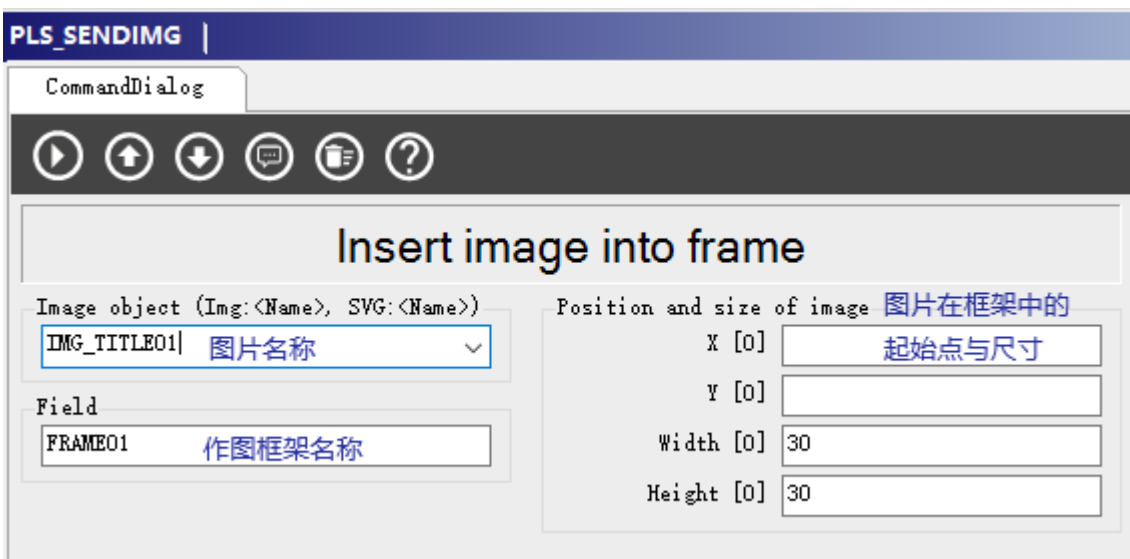 PLS_SENDIMG |
CommandDialog
Insert image into frame
Image object (Img:<Name>, SVG:<Name>)
IMG_TITLE01 图片名称
Field
FRAME01 作图框架名称
Position and size of image 图片在框架中的
X [0] 起始点与尺寸
Y [0]
Width [0] 30
Height [0] 30